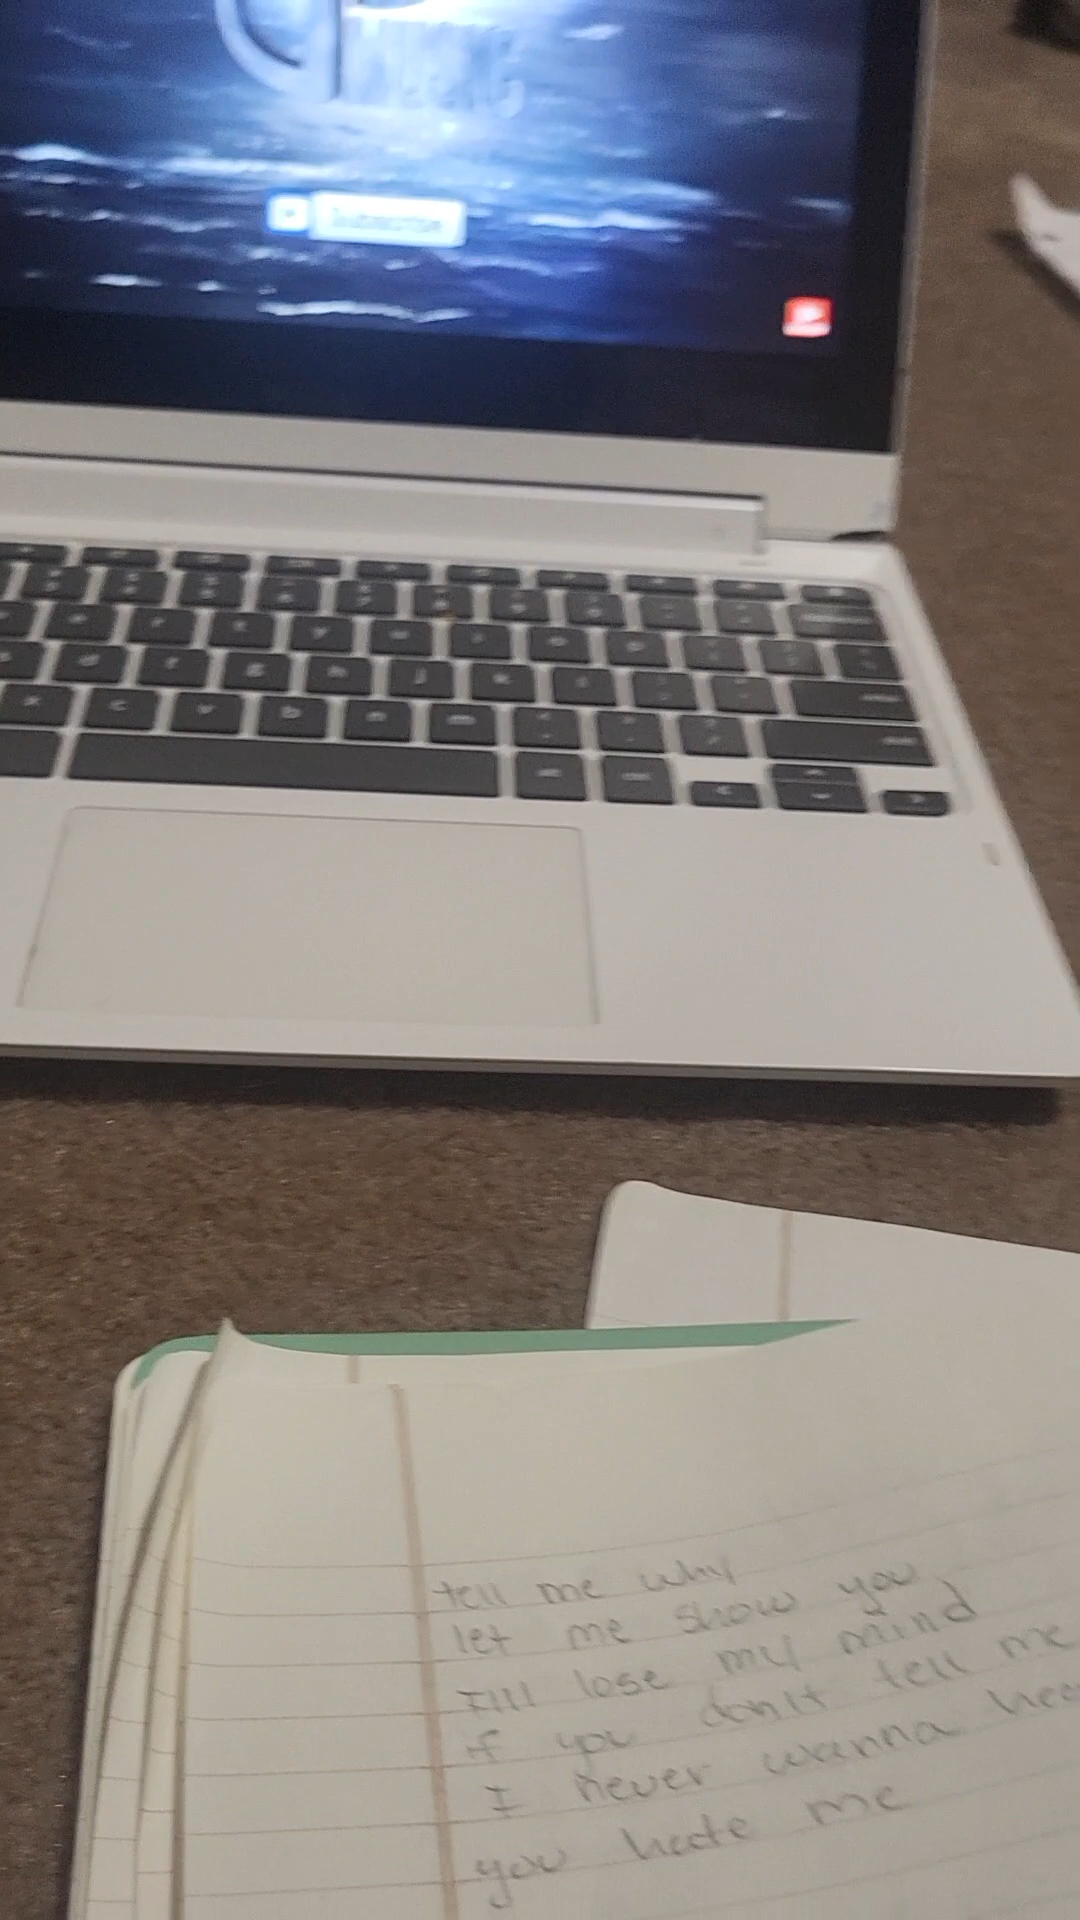 Subscribe
tell me why
let me show you
I'll lose my mind
if you don't tell me
I never wanna
you hate me